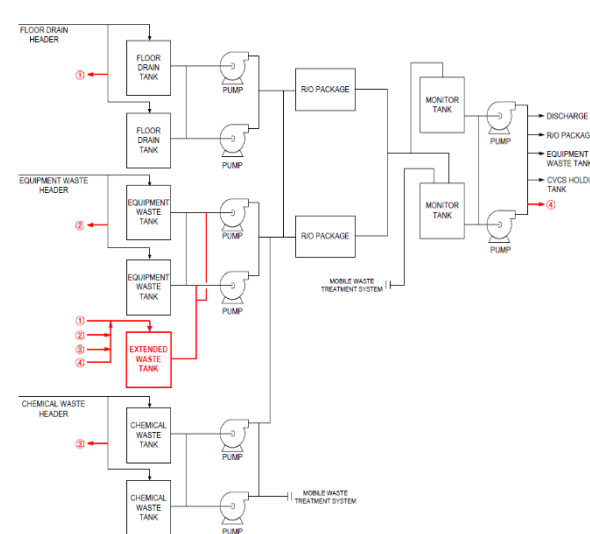 FLOOR DRAIN
HEADER
①
FLOOR
DRAIN
TANK
FLOOR
DRAIN
TANK
PUMP
PUMP
R/O PACKAGE
EQUIPMENT WASTE
HEADER
②
EQUIPMENT
WASTE
TANK
EQUIPMENT
WASTE
TANK
PUMP
PUMP
R/O PACKAGE
①
②
③
④
EXTENDED
WASTE
TANK
CHEMICAL WASTE
HEADER
③
CHEMICAL
WASTE
TANK
CHEMICAL
WASTE
TANK
PUMP
PUMP
MOBILE WASTE
TREATMENT SYSTEM
MOBILE WASTE
TREATMENT SYSTEM
MONITOR
TANK
MONITOR
TANK
PUMP
PUMP
DISCHARGE
R/O PACKAG
EQUIPMENT
WASTE TANK
CVCS HOLDU
TANK
④